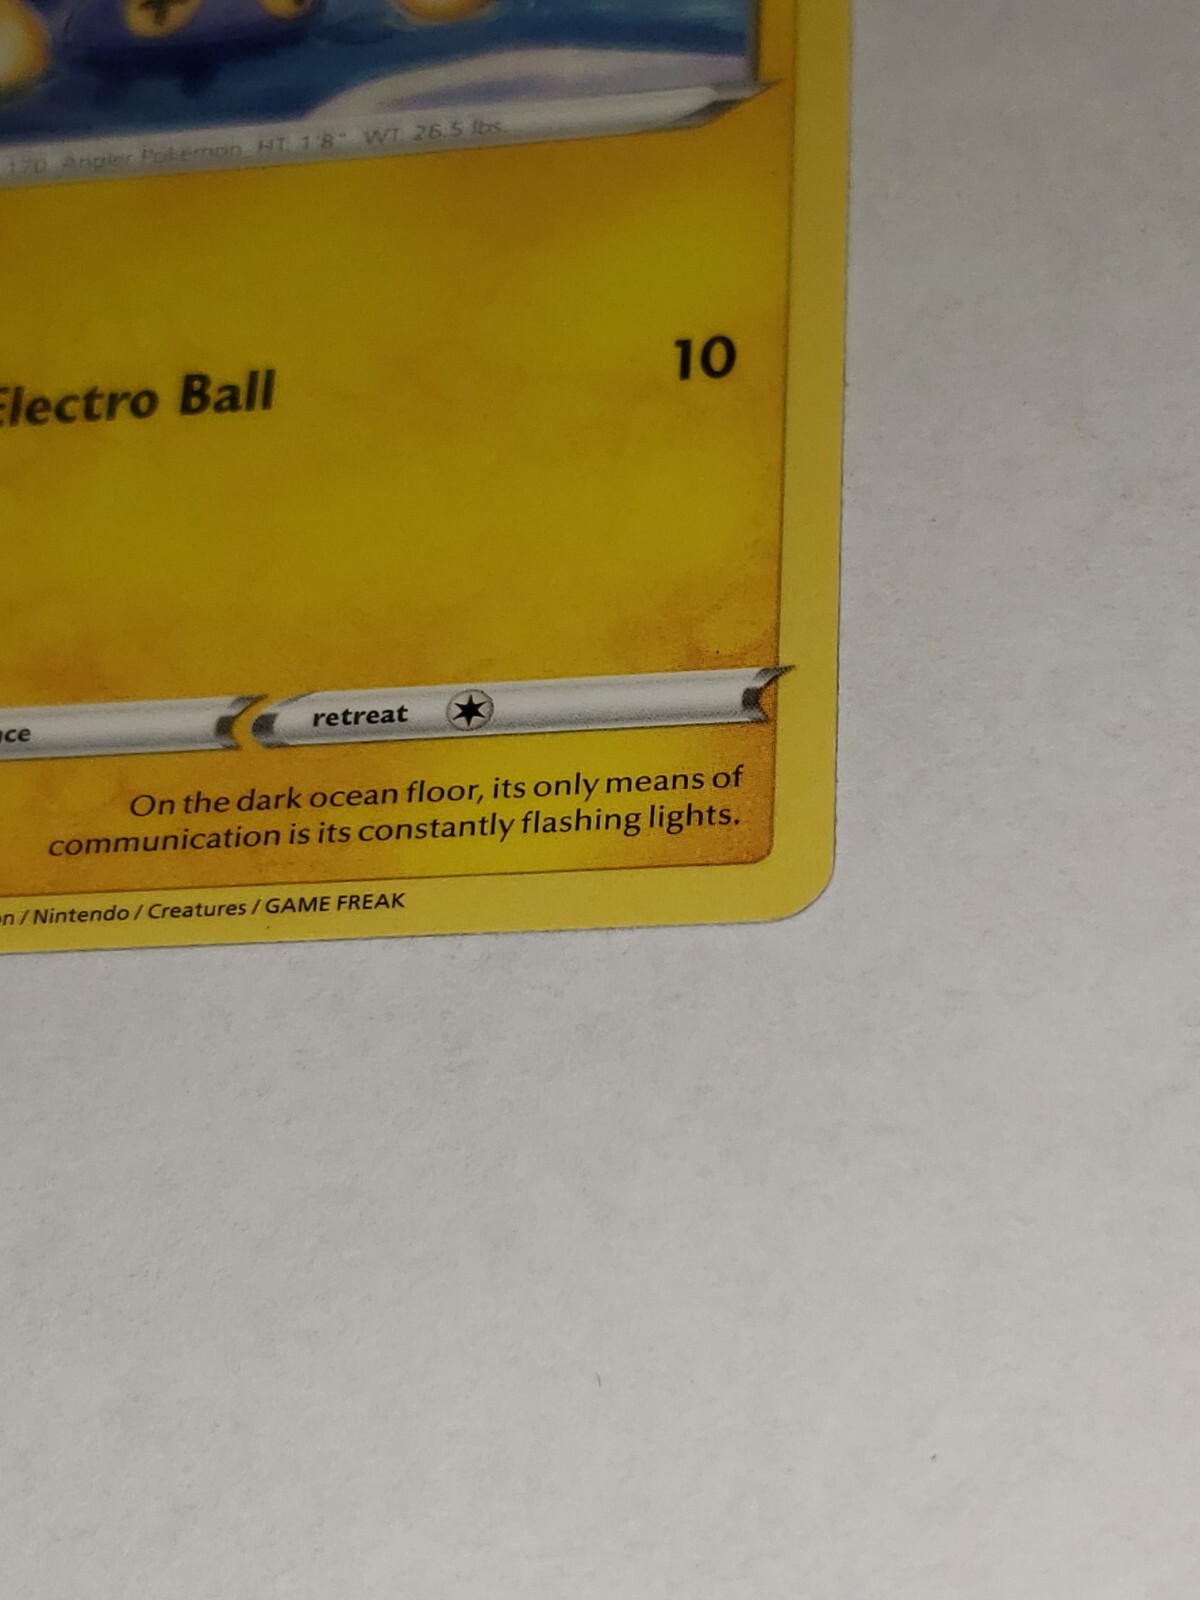 170 Angler Pokémon HT 1'8" WT 26.5 lbs.
Electro Ball 10
retreat
On the dark ocean floor, its only means of
communication is its constantly flashing lights.
/ Nintendo / Creatures / GAME FREAK